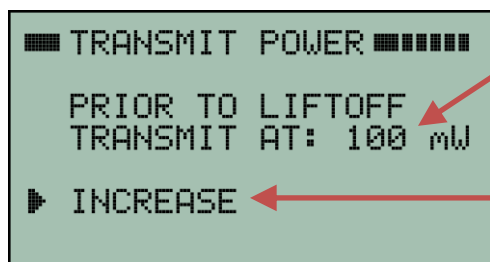 TRANSMIT POWER
PRIOR TO LIFTOFF
TRANSMIT AT: 100 mW
INCREASE